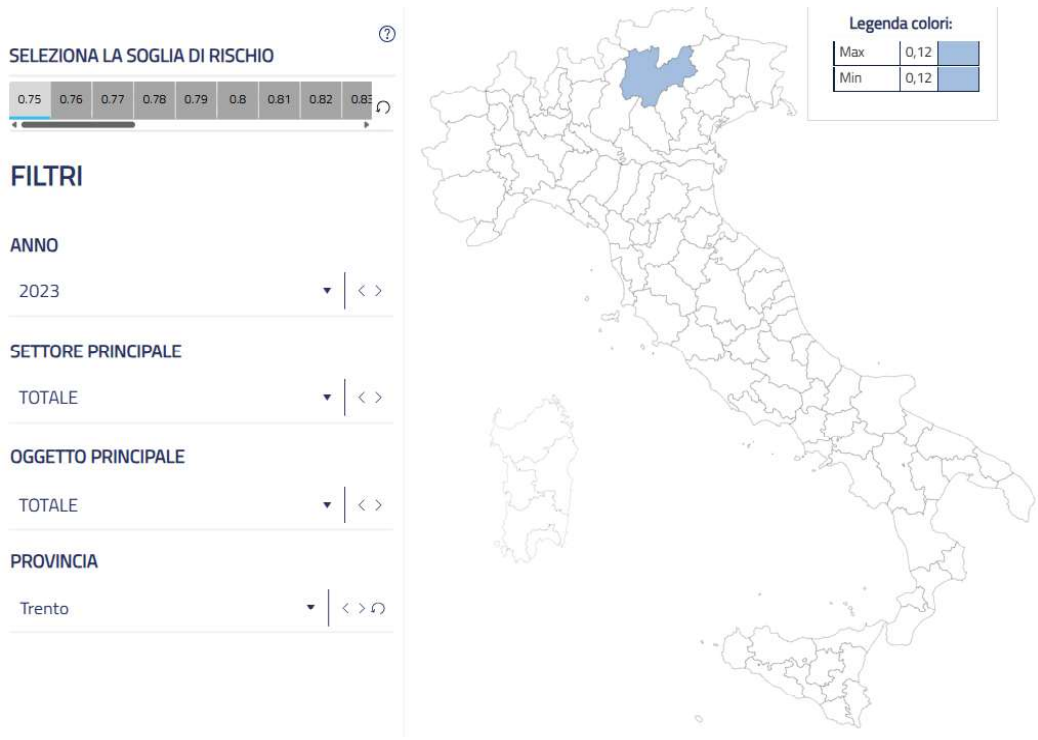 SELEZIONA LA SOGLIA DI RISCHIO
0.75 0.76 0.77 0.78 0.79 0.8 0.81 0.82
FILTRI
ANNO
2023
SETTORE PRINCIPALE
TOTALE
OGGETTO PRINCIPALE
TOTALE
PROVINCIA
Trento
Legenda colori:
Max 0,12
Min 0,12